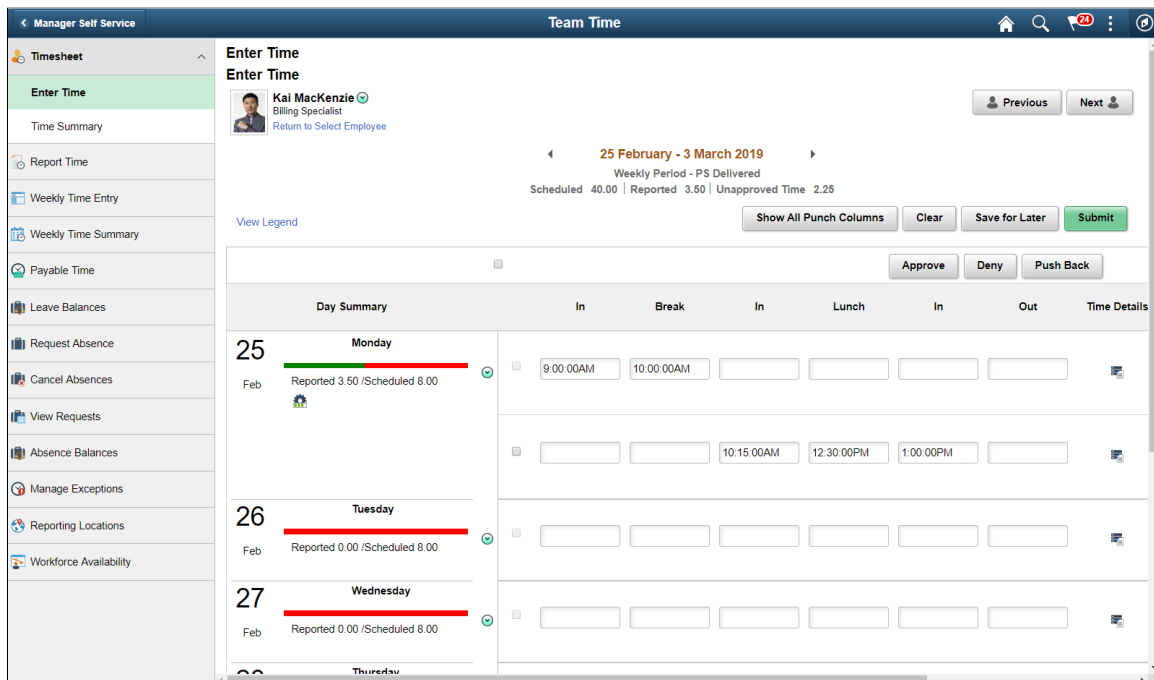 Manager Self Service
Team Time
24
Timesheet
Enter Time
Time Summary
Report Time
Weekly Time Entry
Weekly Time Summary
Payable Time
Leave Balances
Request Absence
Cancel Absences
View Requests
Absence Balances
Manage Exceptions
Reporting Locations
Workforce Availability
Enter Time
Enter Time
Kai MacKenzie
Billing Specialist
Return to Select Employee
Previous
Next
25 February - 3 March 2019
Weekly Period - PS Delivered
Scheduled 40.00 | Reported 3.50 | Unapproved Time 2.25
View Legend
Show All Punch Columns
Clear
Save for Later
Submit
Approve
Deny
Push Back
Day Summary
In
Break
In
Lunch
In
Out
Time Details
25
Feb
Monday
Reported 3.50 /Scheduled 8.00
9:00:00AM
10:00:00AM
10:15:00AM
12:30:00PM
1:00:00PM
26
Feb
Tuesday
Reported 0.00 /Scheduled 8.00
27
Feb
Wednesday
Reported 0.00 /Scheduled 8.00
Thursday